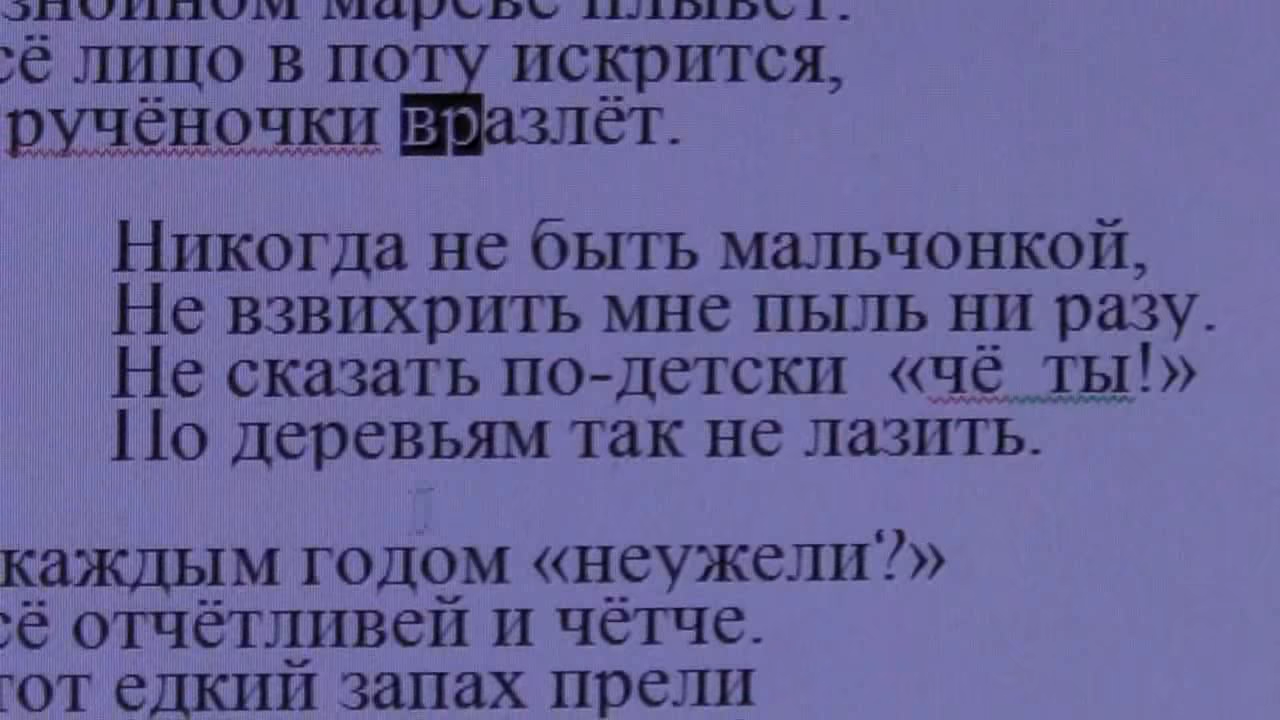 знойном мареве плывёт.
сё лицо в поту искрится,
ручёночки вразлёт.
Никогда не быть мальчонкой,
Не взвихрить мне пыль ни разу.
Не сказать по-детски «чё ты!»
По деревьям так не лазить.
каждым годом «неужели?»
сё отчётливей и чётче.
тот едкий запах прели